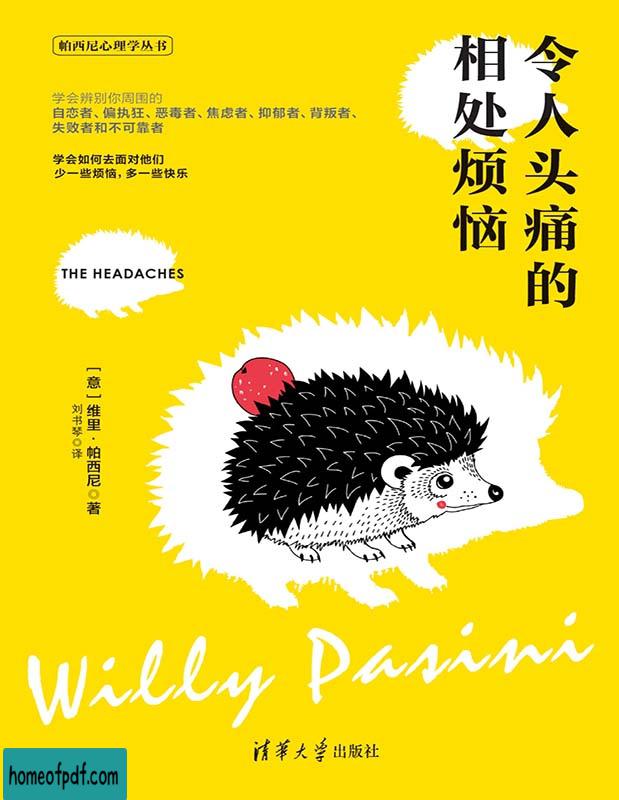 帕西尼心理学丛书
令人头痛的
相处烦恼
学会辨别你周围的
自恋者、偏执狂、恶毒者、焦虑者、抑郁者、背叛者、
失败者和不可靠者
学会如何去面对他们
少一些烦恼，多一些快乐
THE HEADACHES
［意］维里·帕西尼◎著
刘书琴◎译
Willy Pasini
清华大学出版社
homeofpdf.com